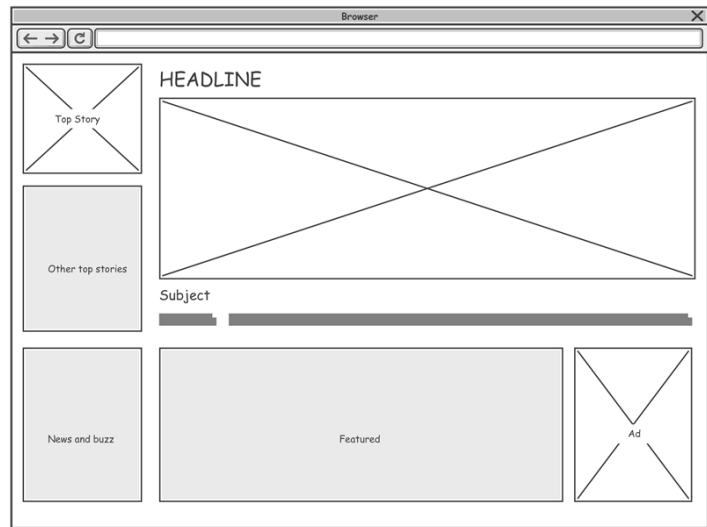 Browser
HEADLINE
Top Story
Other top stories
Subject
News and buzz
Featured
Ad